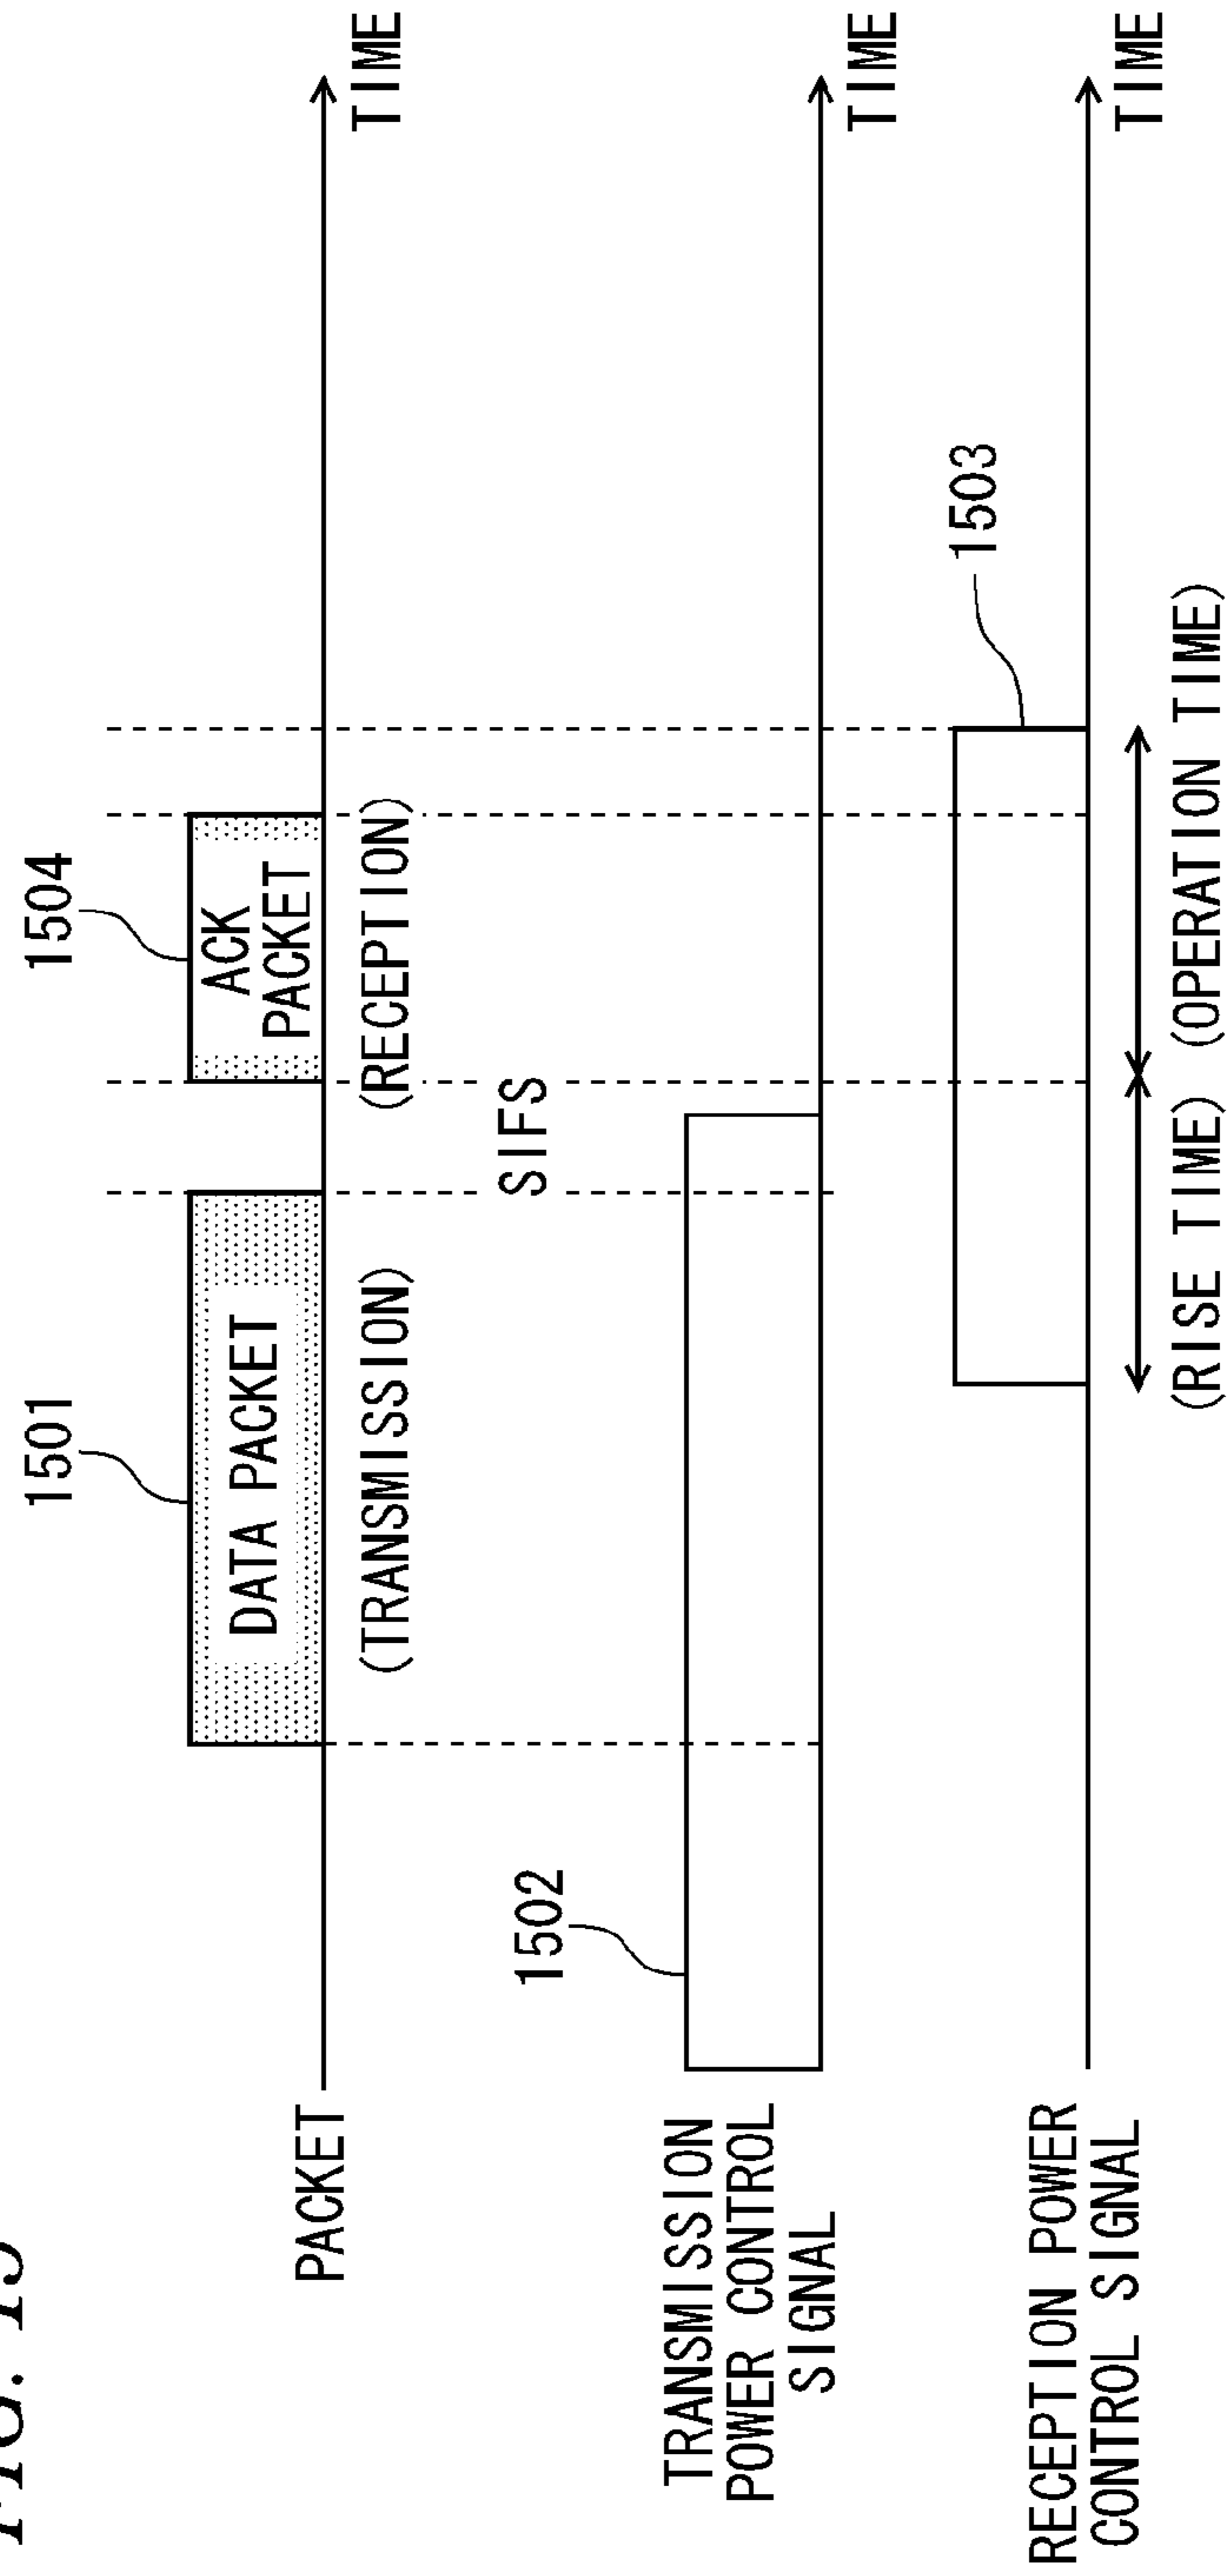 FIG. 15
1501
1504
DATA PACKET
ACK
PACKET
PACKET
TIME
(TRANSMISSION)
(RECEPTION)
SIFS
1502
TRANSMISSION
POWER CONTROL
SIGNAL
TIME
1503
RECEPTION POWER
CONTROL SIGNAL
TIME
(RISE TIME)
(OPERATION TIME)